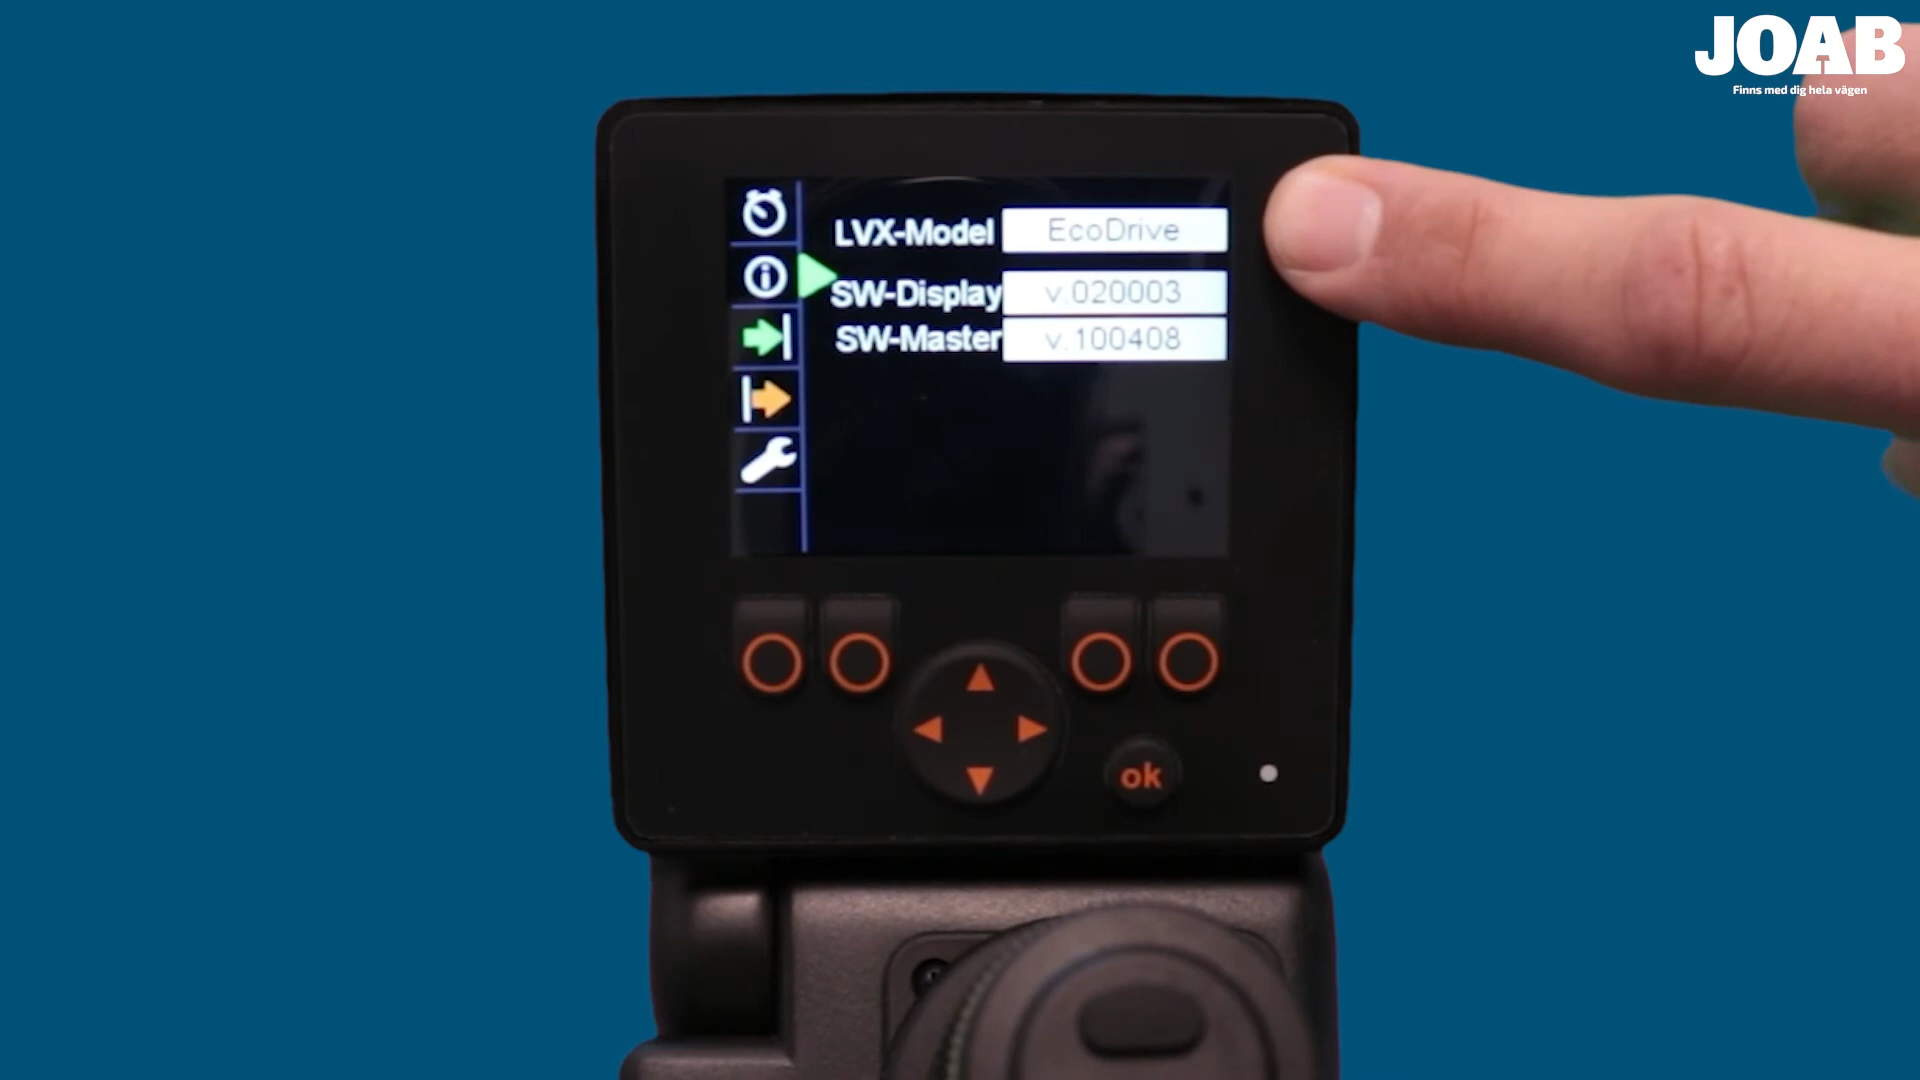 JOAB
Finns med dig hela vägen
LVX-Model EcoDrive
SW-Display v.020003
SW-Master v.100408
ok